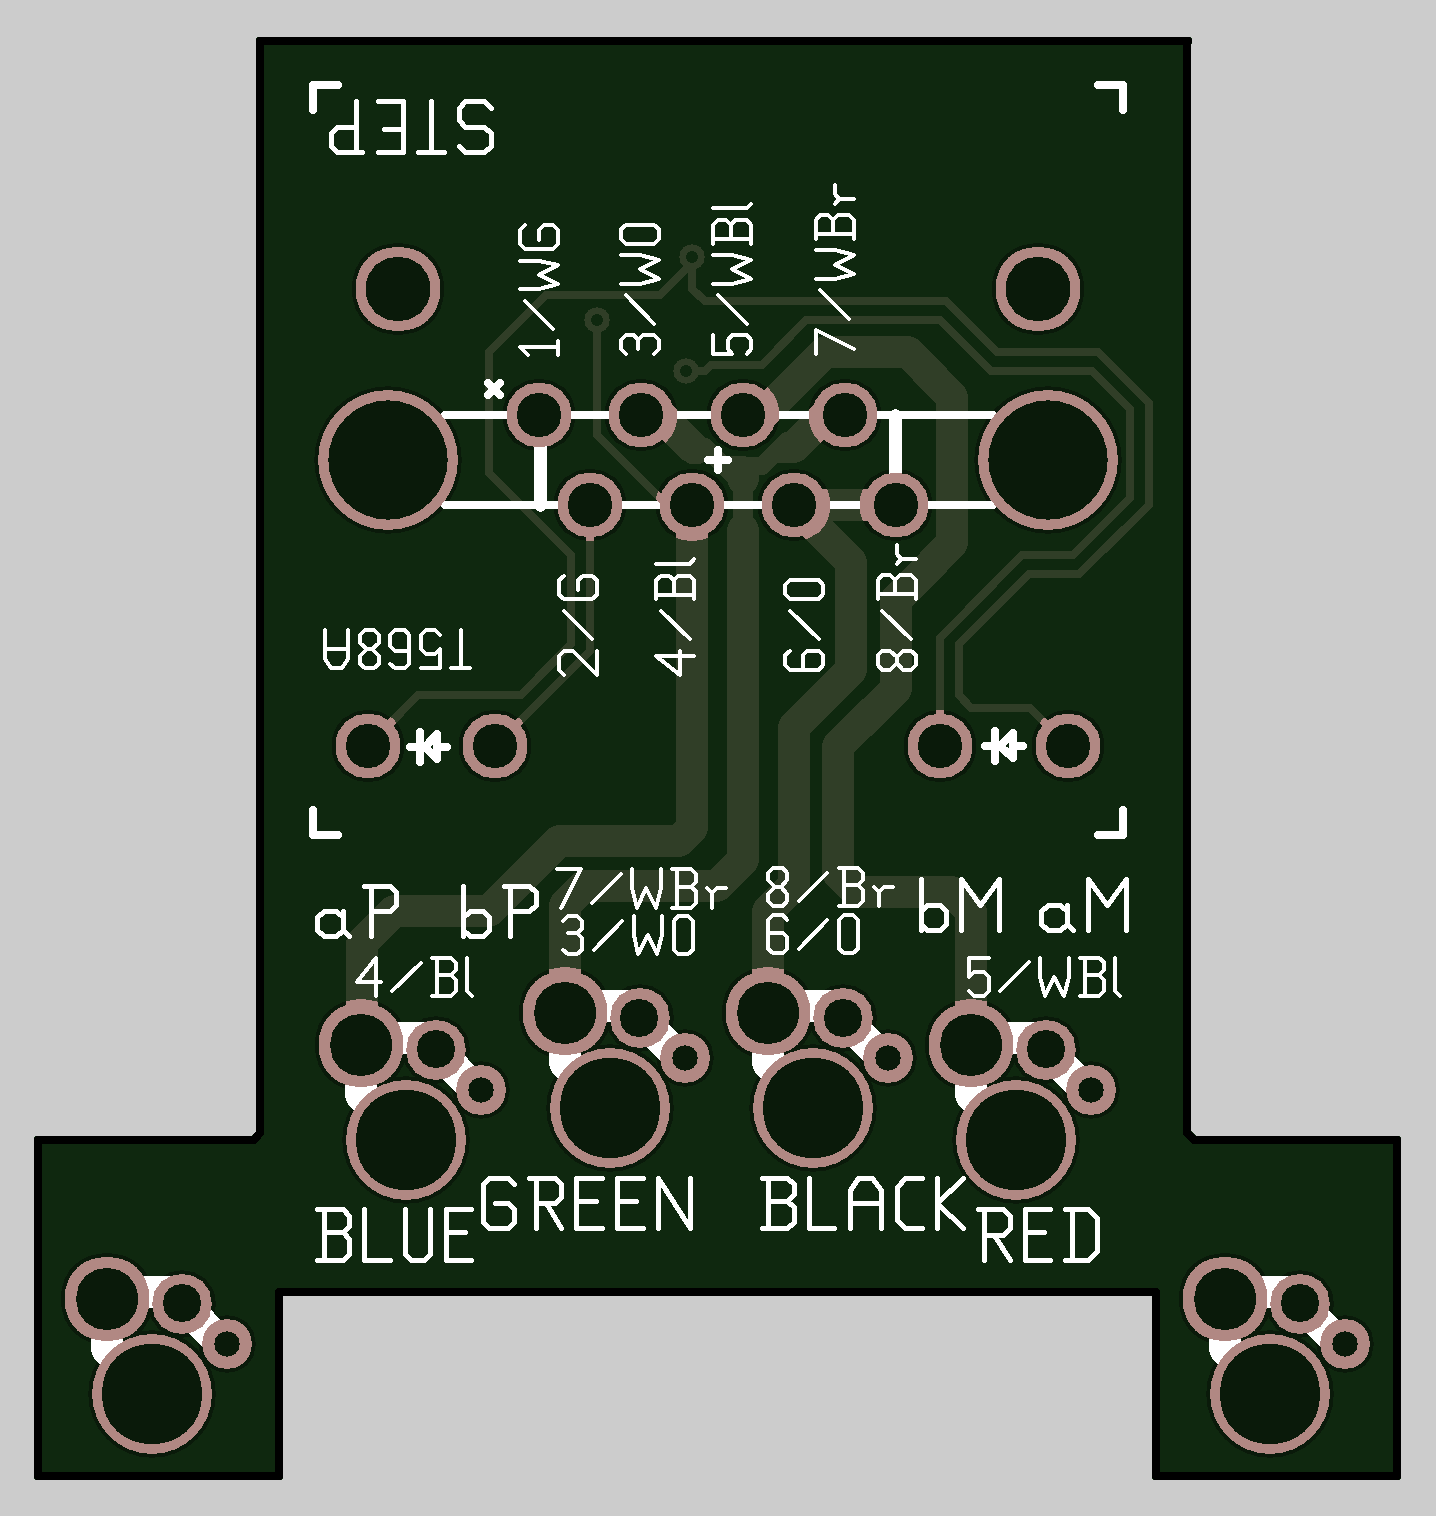 STEP
1/WG
3/WO
5/WBl
7/WBr
2/G
4/Bl
6/O
8/Br
T568A
aP
bP
7/WBr
3/WO
8/Br
6/O
bM
aM
4/Bl
5/WBl
BLUE
GREEN
BLACK
RED